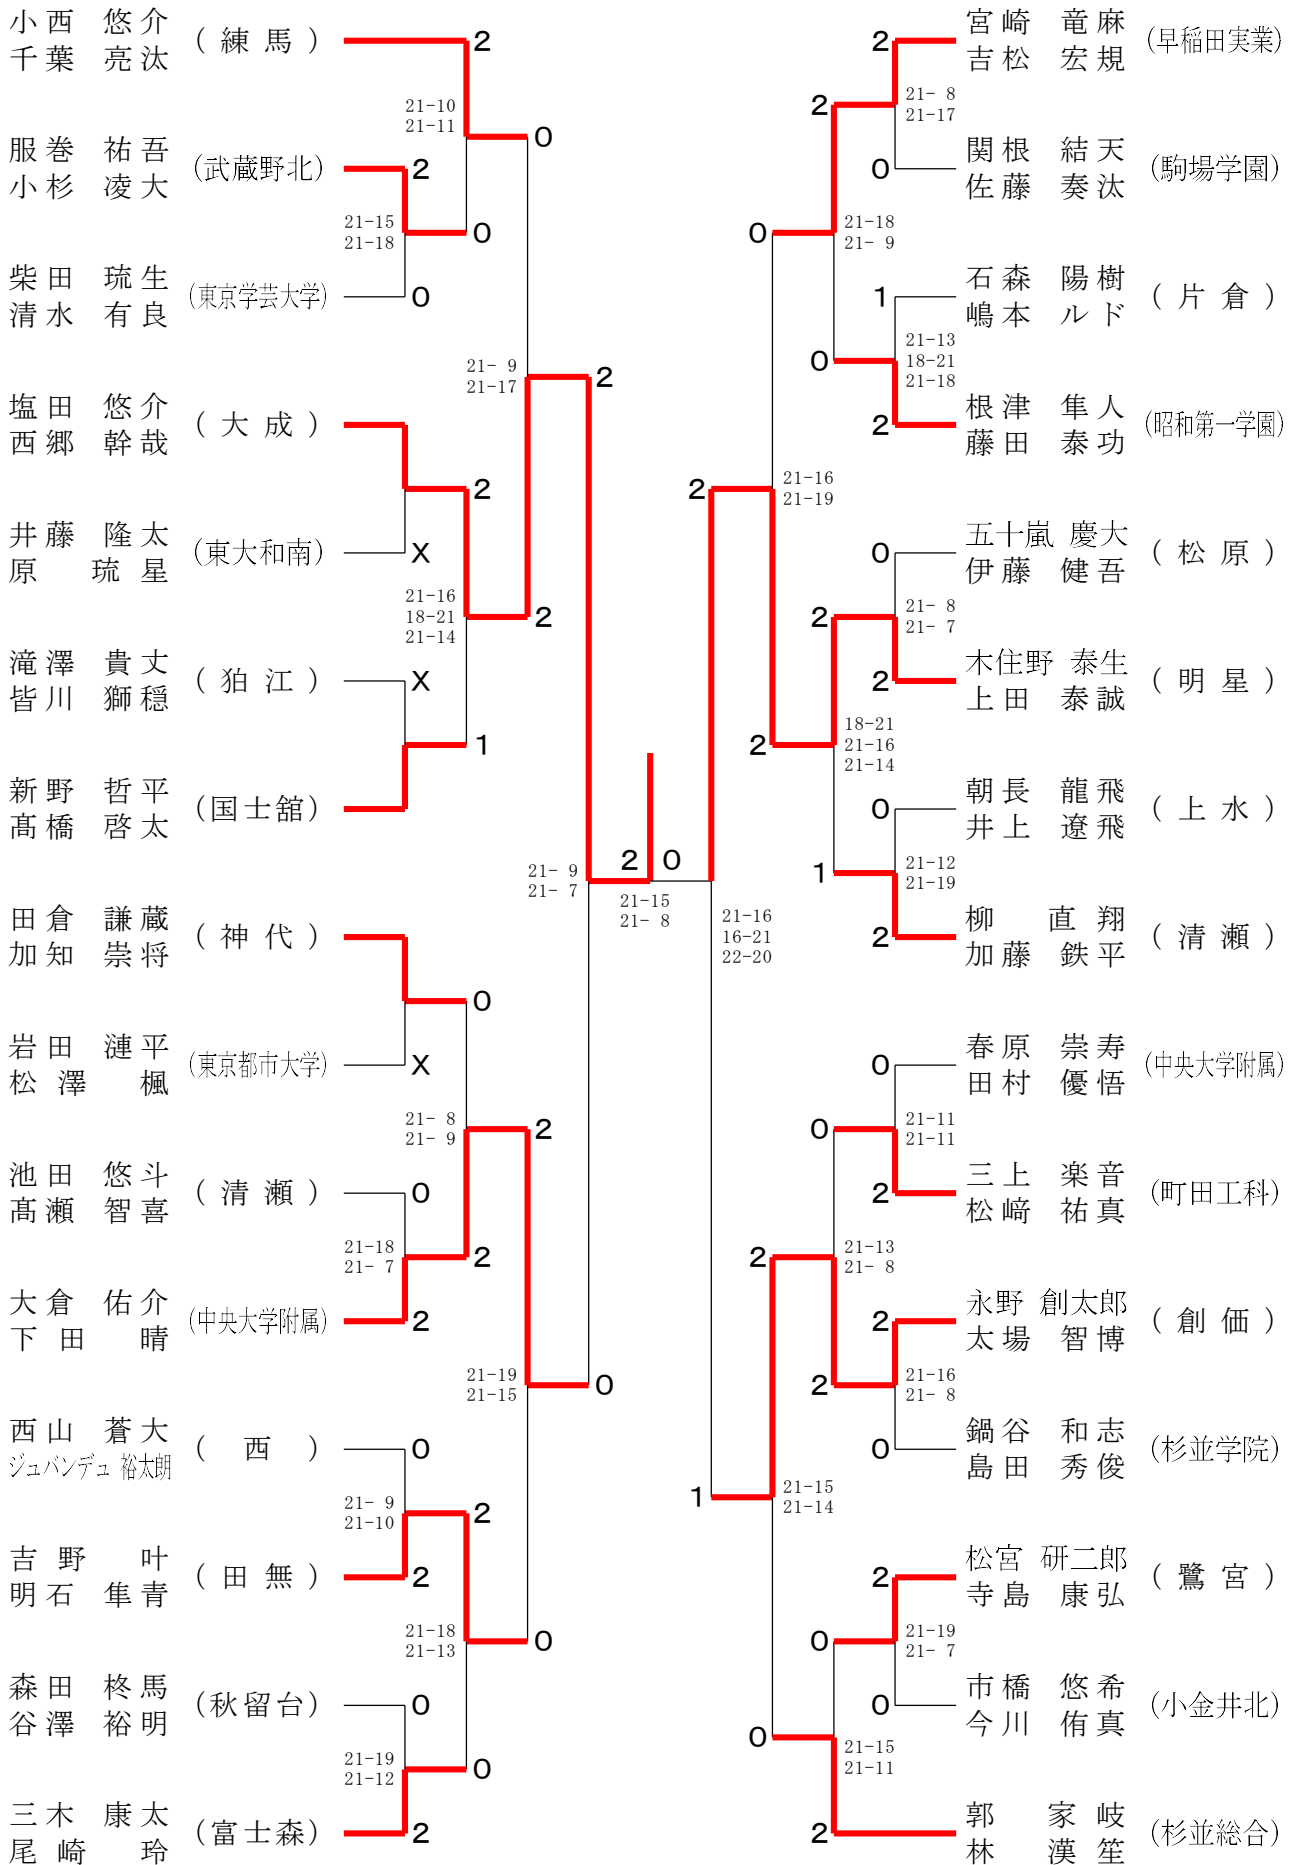 小西 悠介
千葉 亮汰
(練馬)
2
21-10
21-11
0
服巻 祐吾
小杉 凌大
(武蔵野北)
2
21-15
21-18
0
柴田 琉生
清水 有良
(東京学芸大学)
0
21- 9
21-17
2
塩田 悠介
西郷 幹哉
(大成)
2
井藤 隆太
原 琉星
(東大和南)
X
21-16
18-21
21-14
2
滝澤 貴丈
皆川 獅穏
(狛江)
X
1
新野 哲平
髙橋 啓太
(国士舘)
21- 9
21- 7
田倉 謙蔵
加知 崇将
(神代)
0
岩田 漣平
松澤 楓
(東京都市大学)
X
21- 8
21- 9
2
池田 悠斗
髙瀬 智喜
(清瀬)
0
21-18
21- 7
2
大倉 佑介
下田 晴
(中央大学附属)
2
21-19
21-15
0
西山 蒼大
ジュバンデュ 裕太朗
(西)
0
21- 9
21-10
2
吉野 叶
明石 隼青
(田無)
2
21-18
21-13
0
森田 柊馬
谷澤 裕明
(秋留台)
0
21-19
21-12
0
三木 康太
尾崎 玲
(富士森)
2
2 0
21-15
21- 8
宮崎 竜麻
吉松 宏規
(早稲田実業)
2
2
21- 8
21-17
関根 結天
佐藤 奏汰
(駒場学園)
0
0
21-18
21- 9
石森 陽樹
嶋本 ルド
(片倉)
1
0
21-13
18-21
21-18
根津 隼人
藤田 泰功
(昭和第一学園)
2
2
21-16
21-19
五十嵐 慶大
伊藤 健吾
(松原)
0
2
21- 8
21- 7
木住野 泰生
上田 泰誠
(明星)
2
2
18-21
21-16
21-14
朝長 龍飛
井上 遼飛
(上水)
0
1
21-12
21-19
柳 直翔
加藤 鉄平
(清瀬)
2
21-16
16-21
22-20
春原 崇寿
田村 優悟
(中央大学附属)
0
0
21-11
21-11
三上 楽音
松﨑 祐真
(町田工科)
2
2
21-13
21- 8
永野 創太郎
太場 智博
(創価)
2
2
21-16
21- 8
鍋谷 和志
島田 秀俊
(杉並学院)
0
1
21-15
21-14
松宮 研二郎
寺島 康弘
(鷺宮)
2
0
21-19
21- 7
市橋 悠希
今川 侑真
(小金井北)
0
0
21-15
21-11
郭 家岐
林 漢笙
(杉並総合)
2